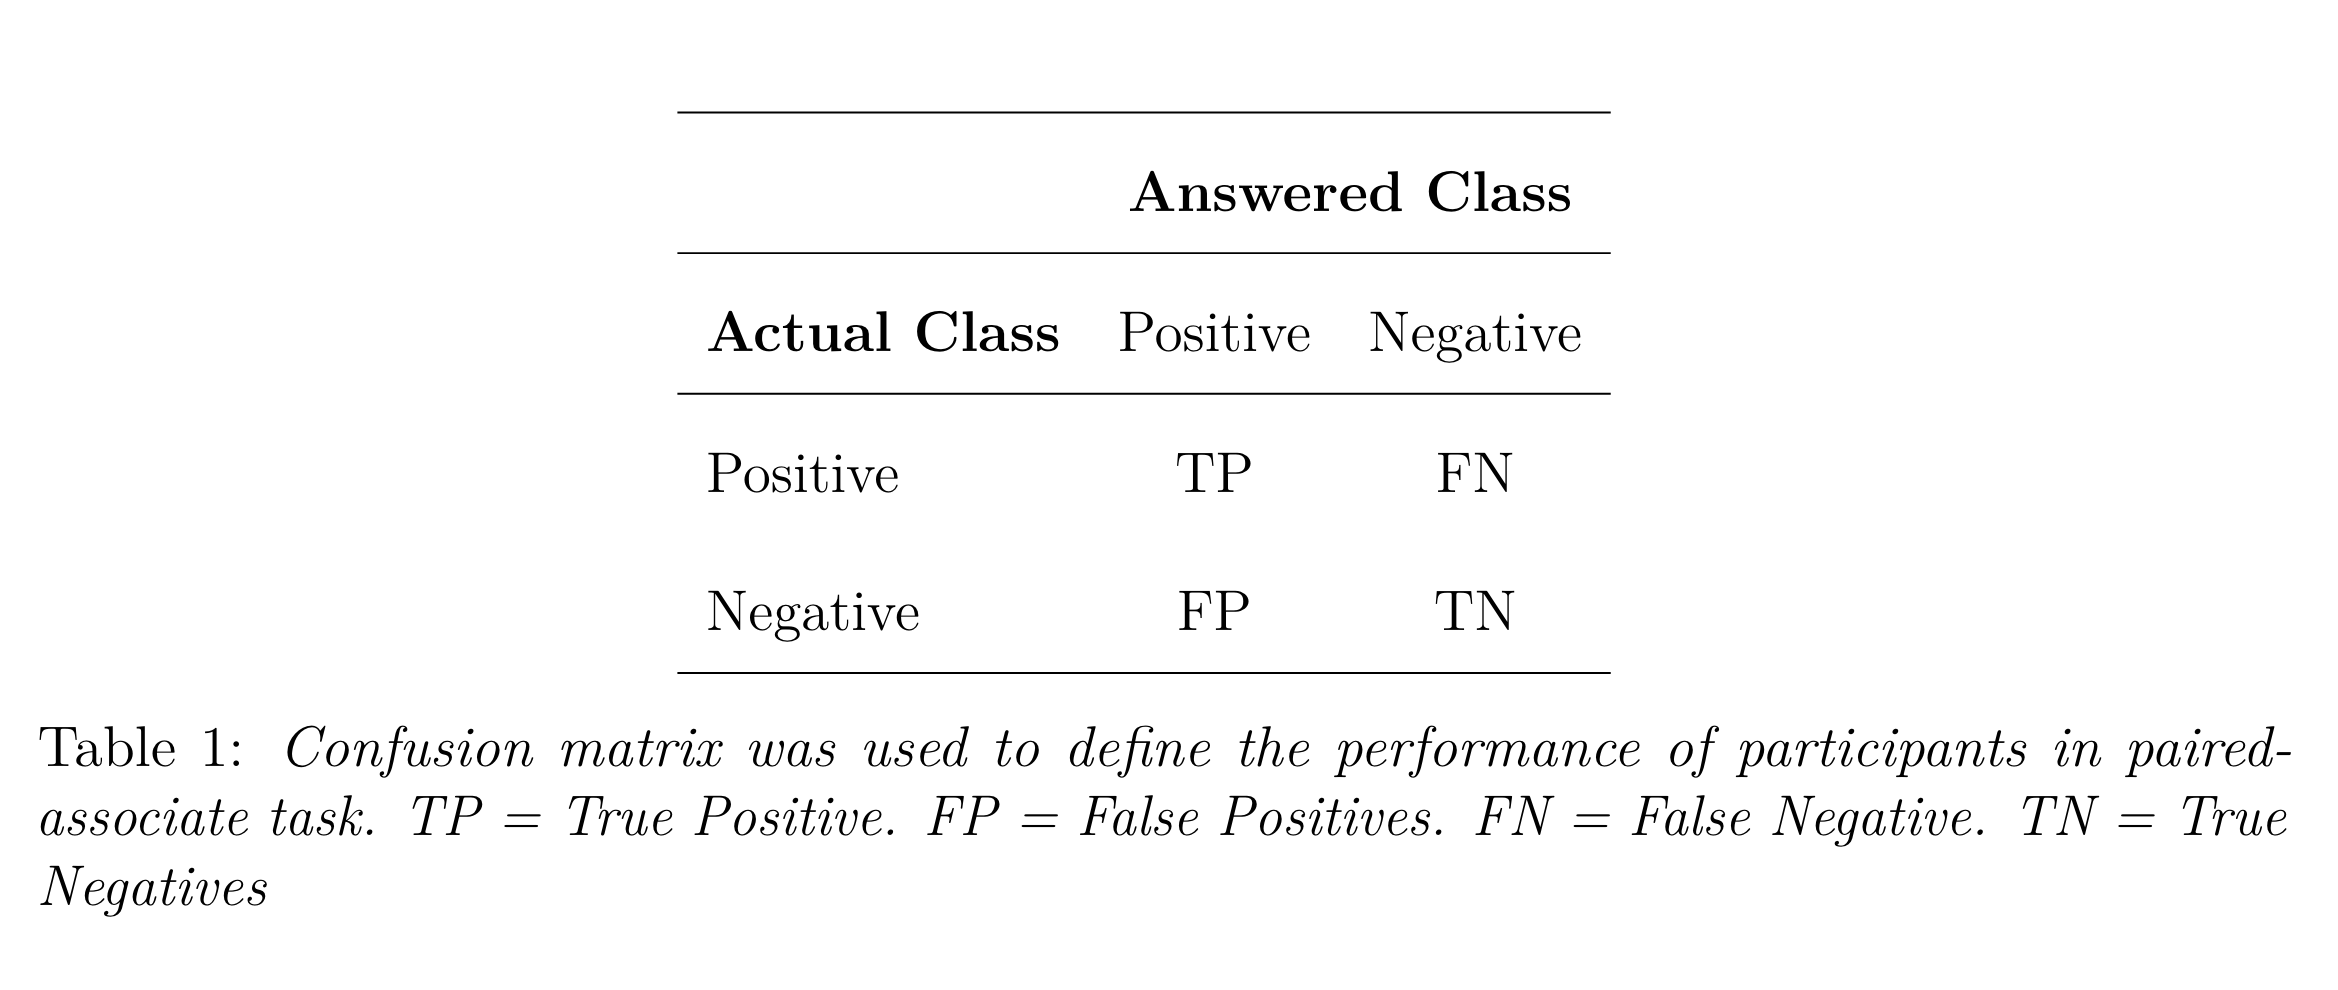 Answered Class
Actual Class Positive Negative
Positive TP FN
Negative FP TN
Table 1: Confusion matrix was used to define the performance of participants in paired-
associate task. TP = True Positive. FP = False Positives. FN = False Negative. TN = True
Negatives